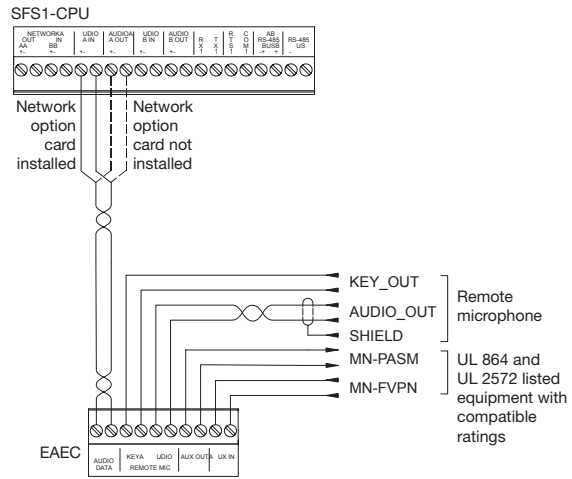 SFS1-CPU
NETWORKA UDIO AUDIOA UDIO AUDIO R T R C AB
OUT IN A IN A OUT B IN B OUT X X T O RS-485 RS-485
AA BB S M BUSB US
+- +- +- +- +- +- 1 1 1 1 -+ + -
Network
option
card
installed
Network
option
card not
installed
KEY_OUT
AUDIO_OUT
SHIELD
Remote
microphone
MN-PASM
MN-FVPN
UL 864 and
UL 2572 listed
equipment with
compatible
ratings
EAEC
AUDIO
DATA
KEYA UDIO
REMOTE MIC
AUX OUTA UX IN